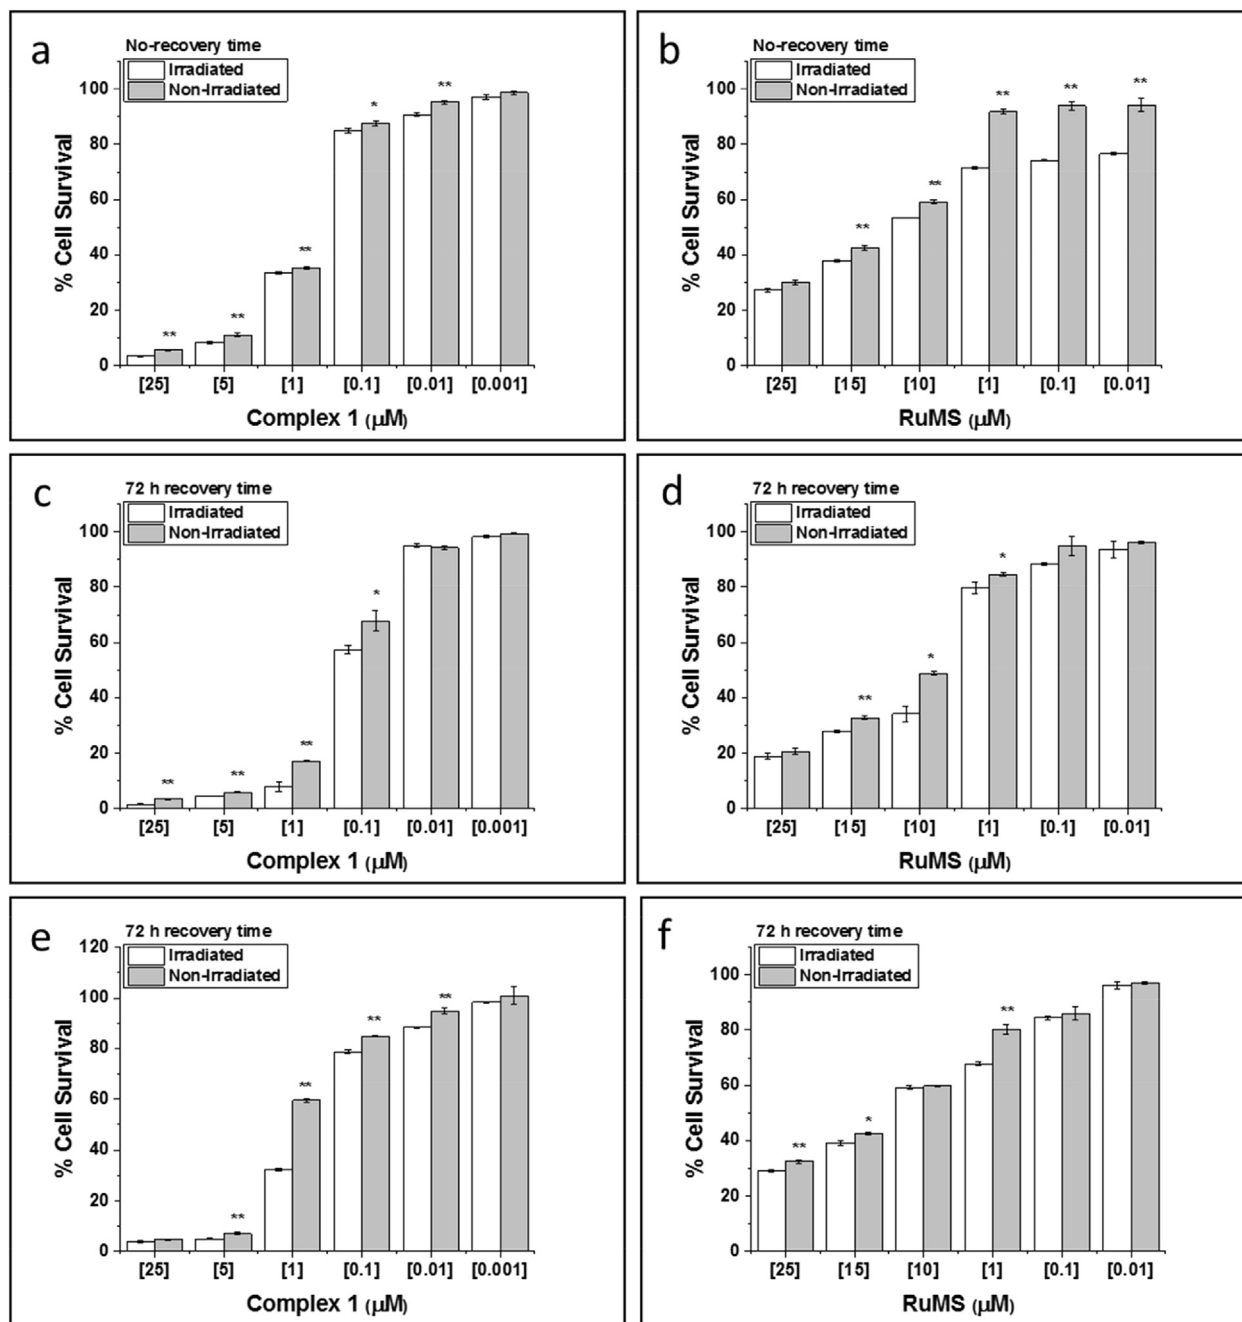 a
No-recovery time
Irradiated
Non-Irradiated
100
80
60
40
20
0
% Cell Survival
**
**
**
*
**
[25] [5] [1] [0.1] [0.01] [0.001]
Complex 1 (μM)
b
No-recovery time
Irradiated
Non-Irradiated
100
80
60
40
20
0
% Cell Survival
**
**
**
**
**
[25] [15] [10] [1] [0.1] [0.01]
RuMS (μM)
c
72 h recovery time
Irradiated
Non-Irradiated
100
80
60
40
20
0
% Cell Survival
**
**
**
*
[25] [5] [1] [0.1] [0.01] [0.001]
Complex 1 (μM)
d
72 h recovery time
Irradiated
Non-Irradiated
100
80
60
40
20
0
% Cell Survival
**
*
*
[25] [15] [10] [1] [0.1] [0.01]
RuMS (μM)
e
72 h recovery time
Irradiated
Non-Irradiated
120
100
80
60
40
20
0
% Cell Survival
**
**
**
**
[25] [5] [1] [0.1] [0.01] [0.001]
Complex 1 (μM)
f
72 h recovery time
Irradiated
Non-Irradiated
100
80
60
40
20
0
% Cell Survival
**
*
**
[25] [15] [10] [1] [0.1] [0.01]
RuMS (μM)